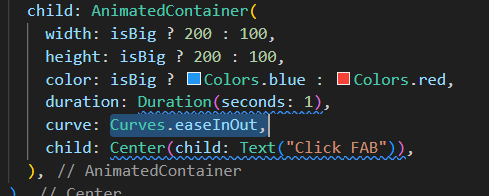 child: AnimatedContainer(
width: isBig ? 200 : 100,
height: isBig ? 200 : 100,
color: isBig ? Colors.blue : Colors.red,
duration: Duration(seconds: 1),
curve: Curves.easeInOut,
child: Center(child: Text("Click FAB")),
), // AnimatedContainer
) // Center